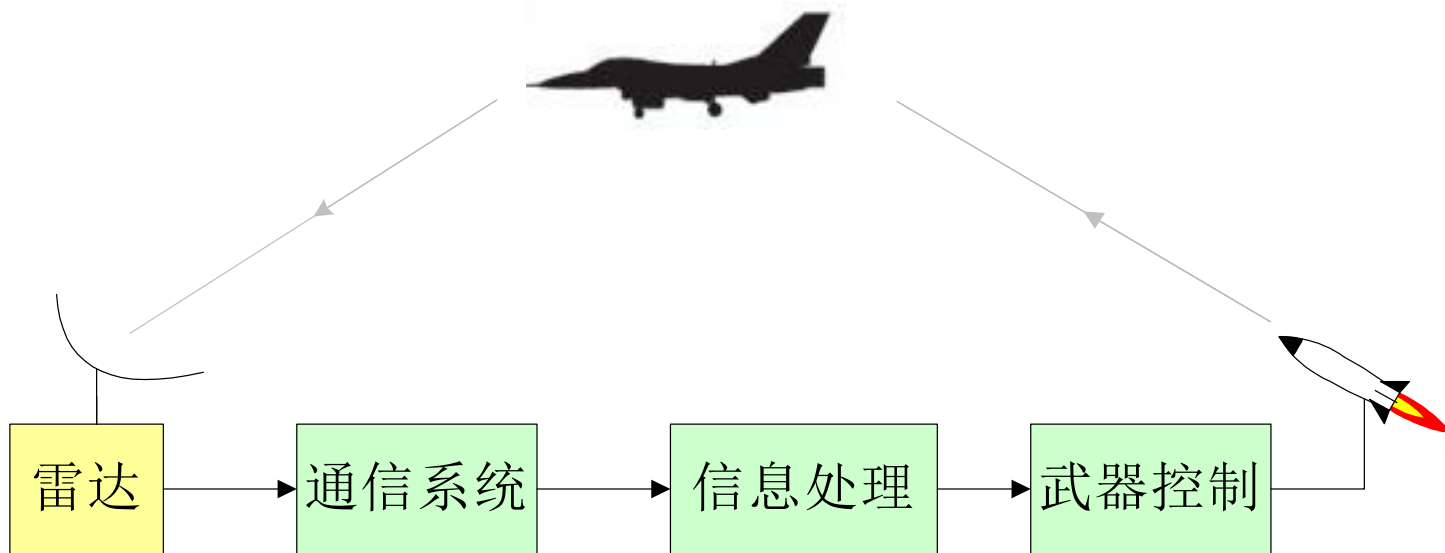 雷达
通信系统
信息处理
武器控制